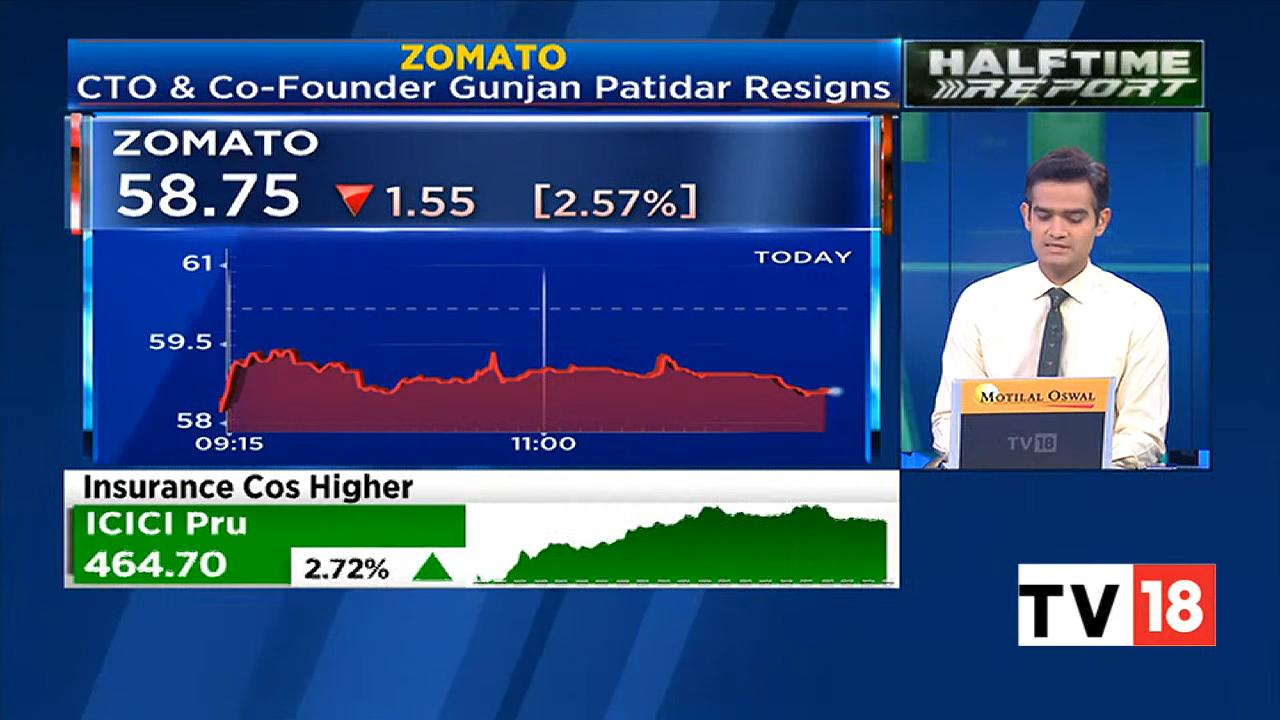 ZOMATO
CTO & Co-Founder Gunjan Patidar Resigns
HALFTIME
REPORT
ZOMATO
58.75 ▼ 1.55 [2.57%]
TODAY
61
59.5
58
09:15 11:00
MOTILAL OSWAL
TV18
Insurance Cos Higher
ICICI Pru
464.70 2.72% ▲
TV18